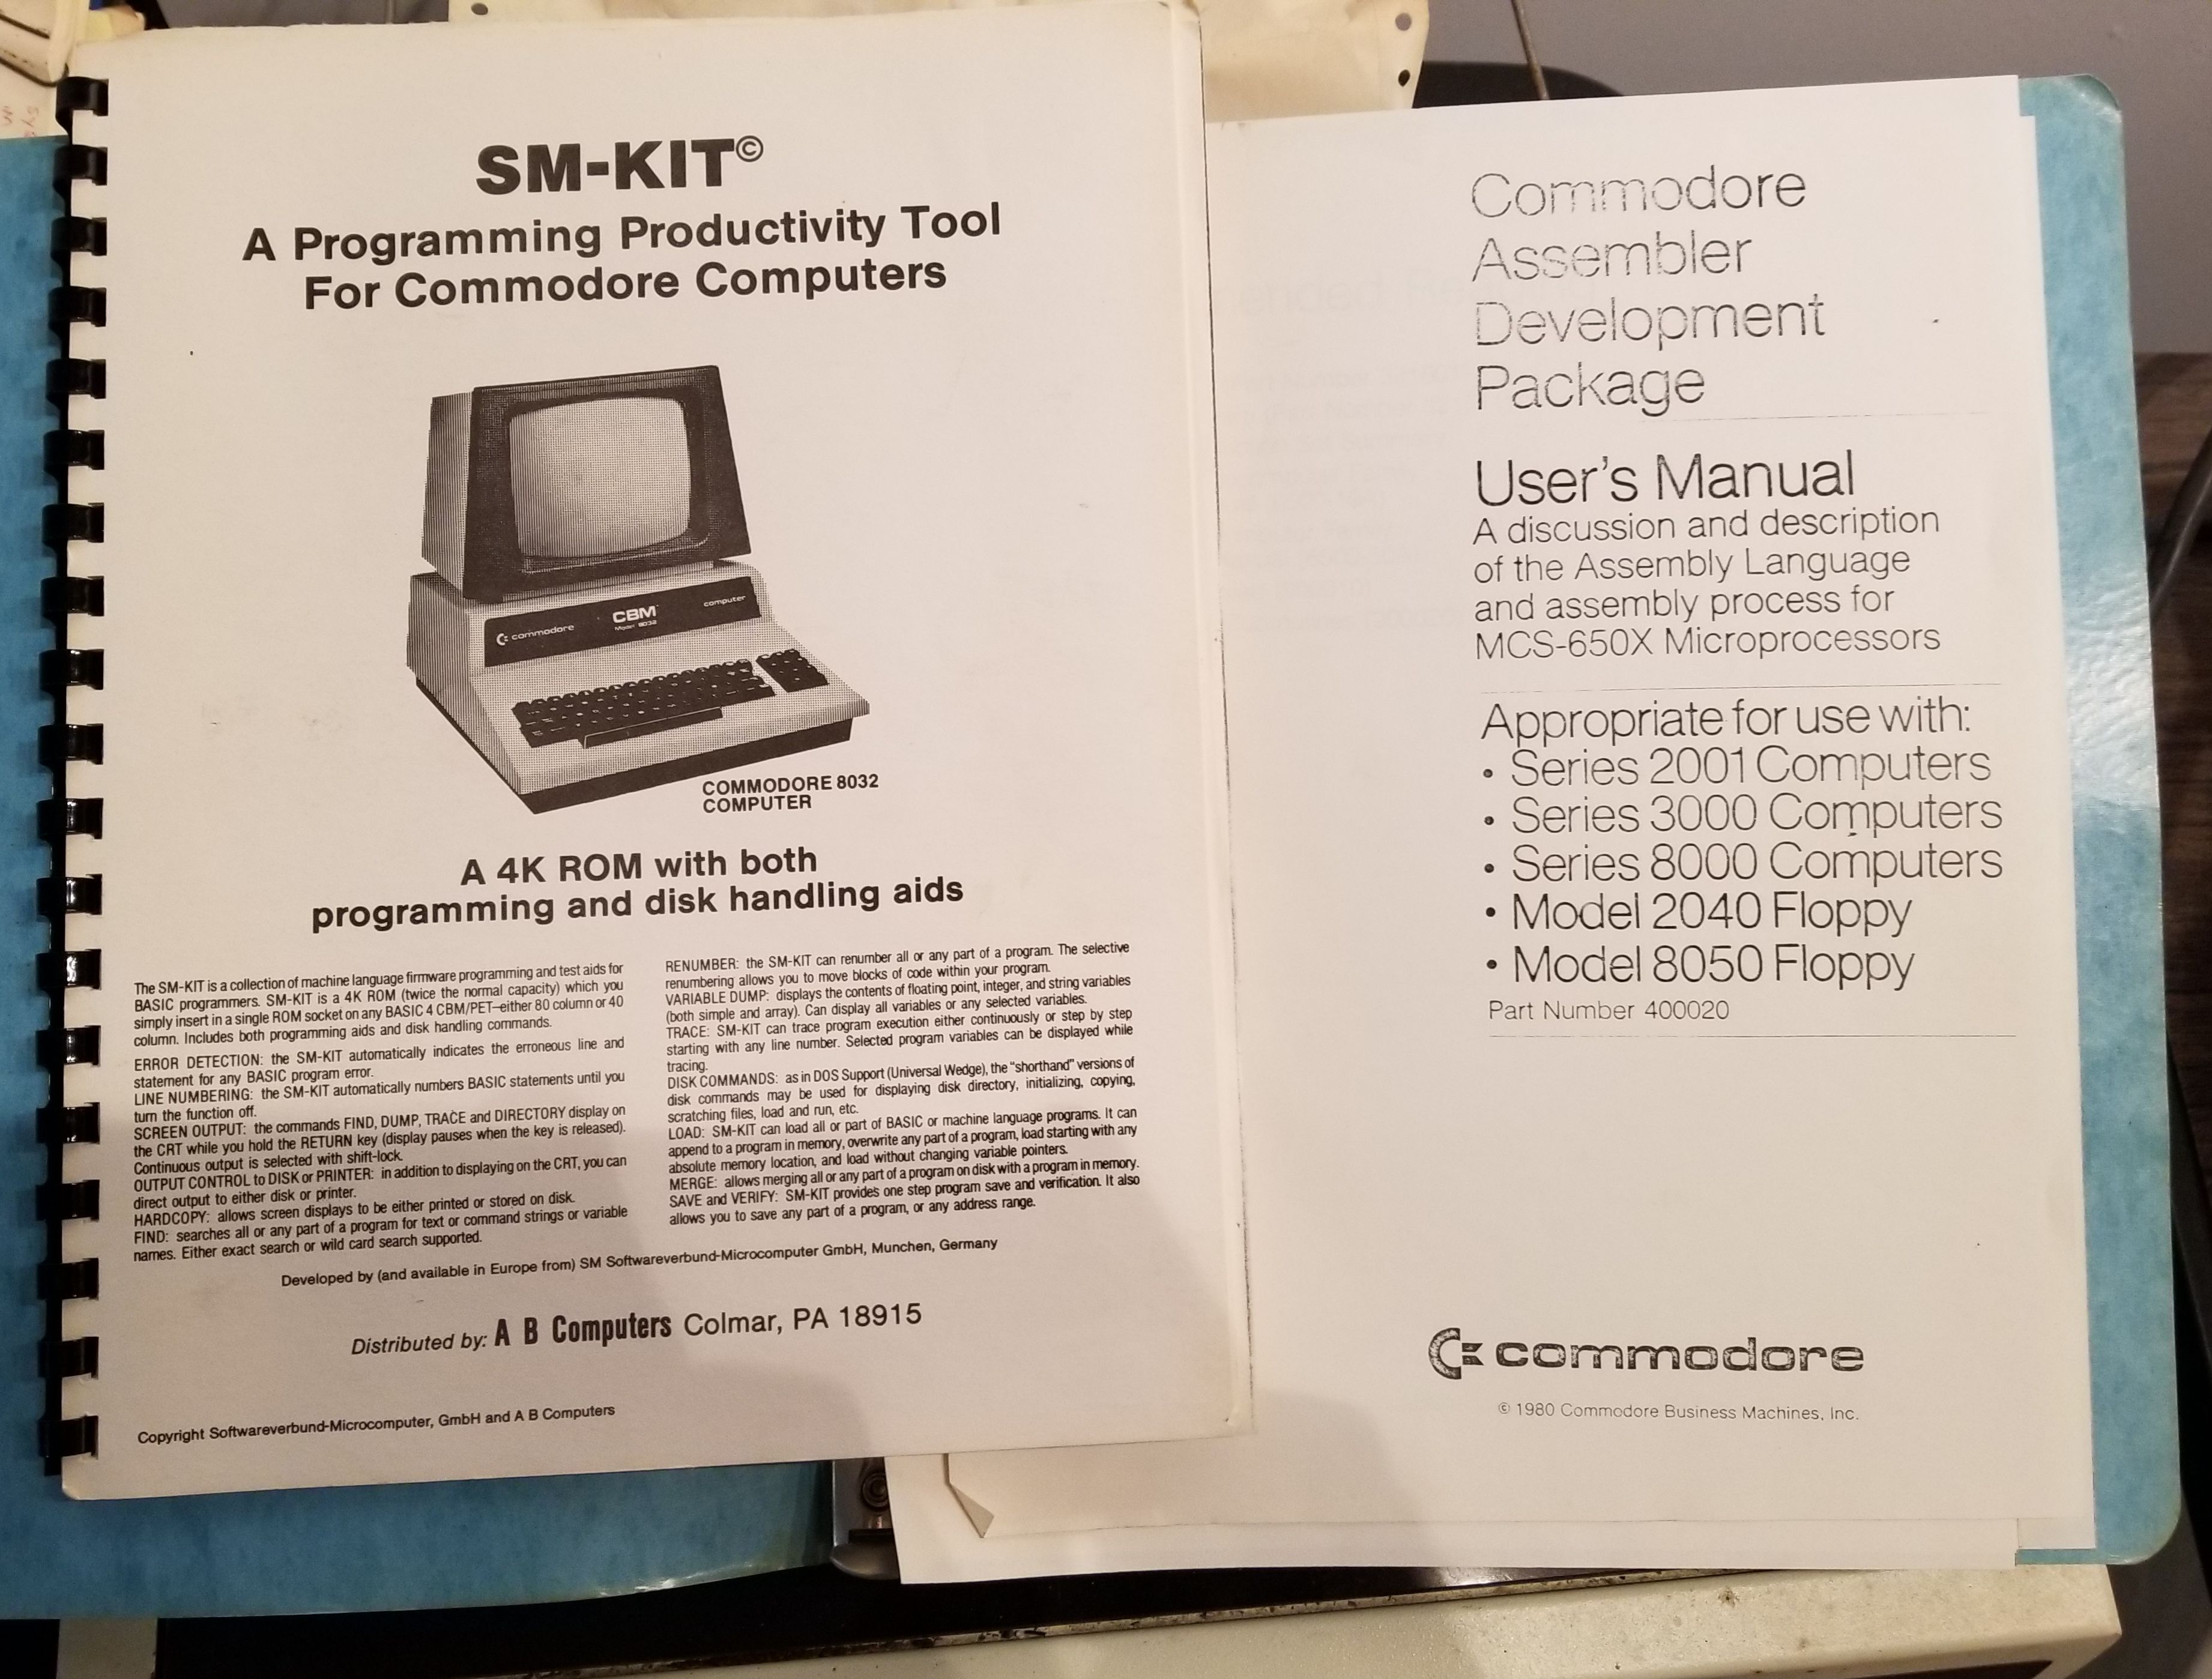 SM-KIT©
A Programming Productivity Tool
For Commodore Computers
commodore
CBM
Model 8032
computer
COMMODORE 8032
COMPUTER
A 4K ROM with both
programming and disk handling aids
The SM-KIT is a collection of machine language firmware programming and test aids for
BASIC programmers. SM-KIT is a 4K ROM (twice the normal capacity) which you
simply insert in a single ROM socket on any BASIC 4 CBM/PET—either 80 column or 40
column. Includes both programming aids and disk handling commands.
ERROR DETECTION: the SM-KIT automatically indicates the erroneous line and
statement for any BASIC program error.
LINE NUMBERING: the SM-KIT automatically numbers BASIC statements until you
turn the function off.
SCREEN OUTPUT: the commands FIND, DUMP, TRACE and DIRECTORY display on
the CRT while you hold the RETURN key (display pauses when the key is released).
Continuous output is selected with shift-lock.
OUTPUT CONTROL to DISK or PRINTER: in addition to displaying on the CRT, you can
direct output to either disk or printer.
HARDCOPY: allows screen displays to be either printed or stored on disk.
FIND: searches all or any part of a program for text or command strings or variable
names. Either exact search or wild card search supported.
RENUMBER: the SM-KIT can renumber all or any part of a program. The selective
renumbering allows you to move blocks of code within your program.
VARIABLE DUMP: displays the contents of floating point, integer, and string variables
(both simple and array). Can display all variables or any selected variables.
TRACE: SM-KIT can trace program execution either continuously or step by step
starting with any line number. Selected program variables can be displayed while
tracing.
DISK COMMANDS: as in DOS Support (Universal Wedge), the "shorthand" versions of
disk commands may be used for displaying disk directory, initializing, copying,
scratching files, load and run, etc.
LOAD: SM-KIT can load all or part of BASIC or machine language programs. It can
append to a program in memory, overwrite any part of a program, load starting with any
absolute memory location, and load without changing variable pointers.
MERGE: allows merging all or any part of a program on disk with a program in memory.
SAVE and VERIFY: SM-KIT provides one step program save and verification. It also
allows you to save any part of a program, or any address range.
Developed by (and available in Europe from) SM Softwareverbund-Microcomputer GmbH, Munchen, Germany
Distributed by: A B Computers Colmar, PA 18915
Copyright Softwareverbund-Microcomputer, GmbH and A B Computers
Commodore
Assembler
Development
Package
User's Manual
A discussion and description
of the Assembly Language
and assembly process for
MCS-650X Microprocessors
Appropriate for use with:
• Series 2001 Computers
• Series 3000 Computers
• Series 8000 Computers
• Model 2040 Floppy
• Model 8050 Floppy
Part Number 400020
commodore
© 1980 Commodore Business Machines, Inc.